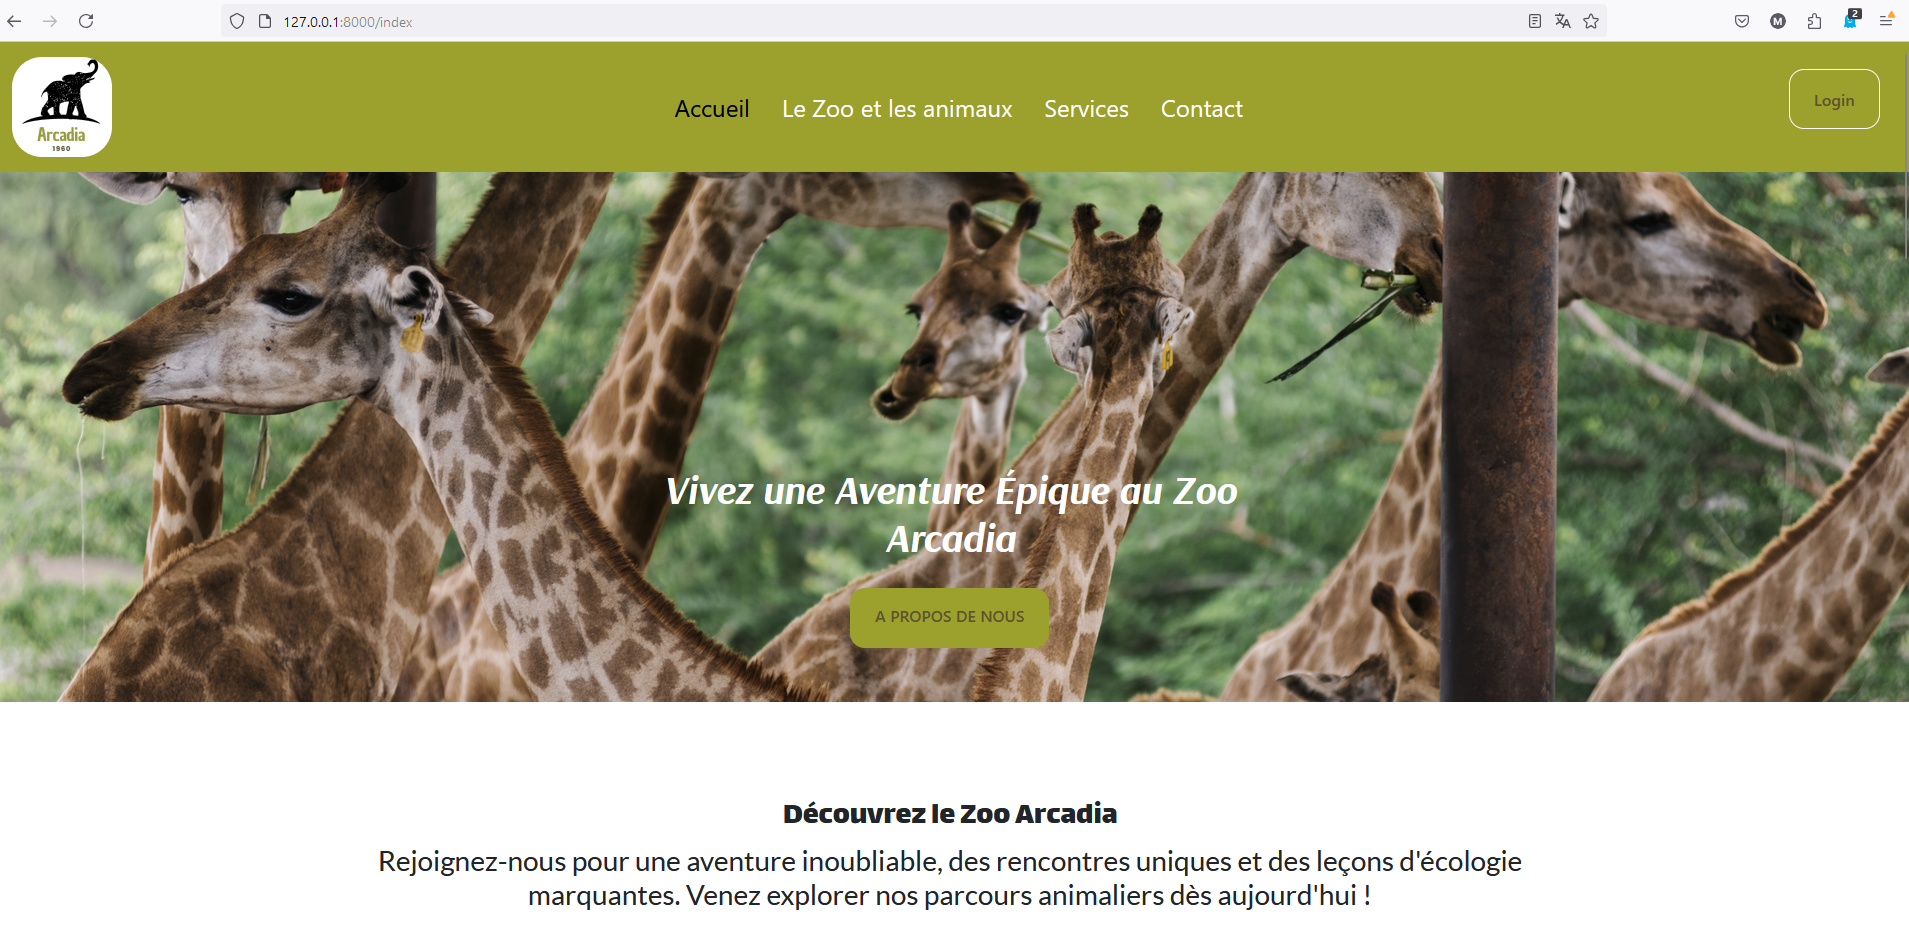 127.0.0.1:8000/index
M
2
Arcadia
1960
Accueil Le Zoo et les animaux Services Contact
Login
Vivez une Aventure Épique au Zoo
Arcadia
A PROPOS DE NOUS
Découvrez le Zoo Arcadia
Rejoignez-nous pour une aventure inoubliable, des rencontres uniques et des leçons d'écologie
marquantes. Venez explorer nos parcours animaliers dès aujourd'hui !